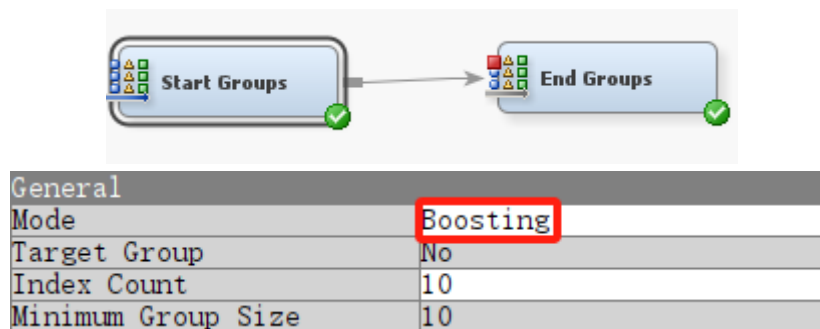 Start Groups
End Groups
General
Mode Boosting
Target Group No
Index Count 10
Minimum Group Size 10